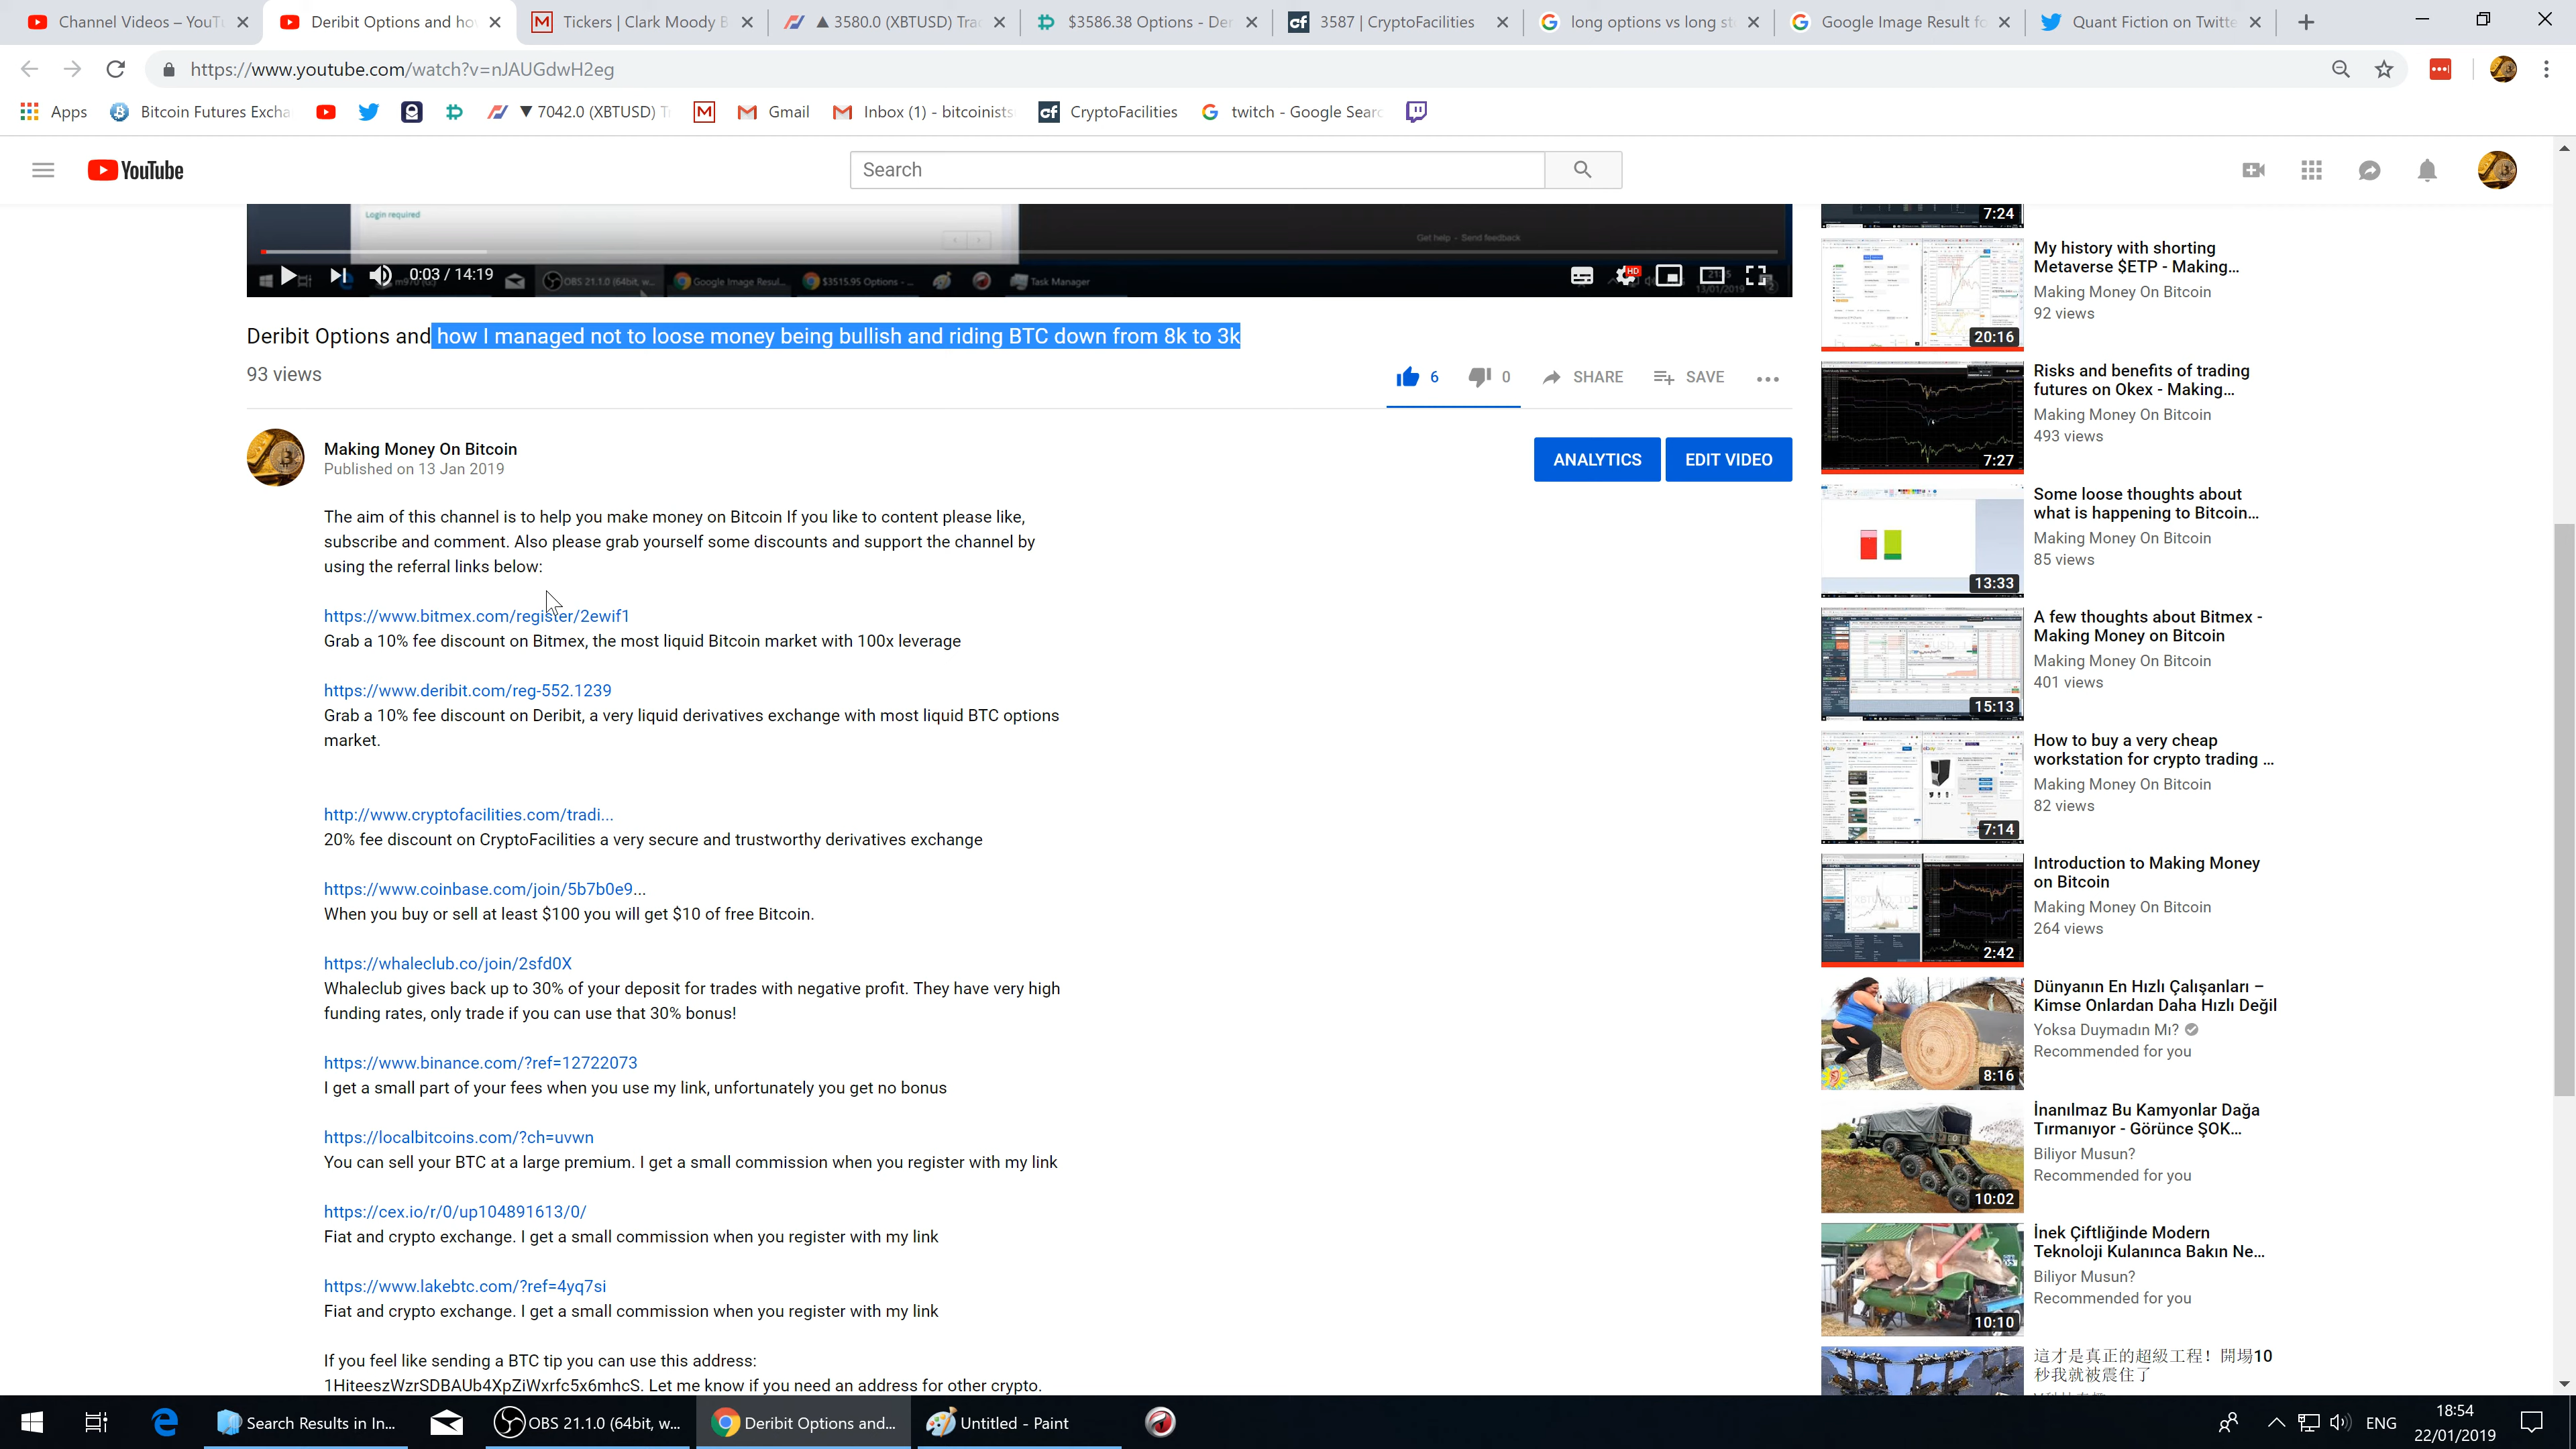 Channel Videos – YouT
Deribit Options and ho
Tickers | Clark Moody B
▲ 3580.0 (XBTUSD) Tra
$3586.38 Options - De
3587 | CryptoFacilities
long options vs long st
Google Image Result fo
Quant Fiction on Twitte
https://www.youtube.com/watch?v=nJAUGdwH2eg
Apps
Bitcoin Futures Excha
▼ 7042.0 (XBTUSD) T
Gmail
Inbox (1) - bitcoinists
CryptoFacilities
twitch - Google Searc
YouTube
Search
Login required
Get help - Send feedback
0:03 / 14:19
HD
OBS 21.1.0 (64bit, w...
Google Image Resul...
$3515.95 Options - ...
Task Manager
13/01/2019
Deribit Options and how I managed not to loose money being bullish and riding BTC down from 8k to 3k
93 views
6
0
SHARE
SAVE
Making Money On Bitcoin
Published on 13 Jan 2019
ANALYTICS
EDIT VIDEO
The aim of this channel is to help you make money on Bitcoin If you like to content please like,
subscribe and comment. Also please grab yourself some discounts and support the channel by
using the referral links below:
https://www.bitmex.com/register/2ewif1
Grab a 10% fee discount on Bitmex, the most liquid Bitcoin market with 100x leverage
https://www.deribit.com/reg-552.1239
Grab a 10% fee discount on Deribit, a very liquid derivatives exchange with most liquid BTC options
market.
http://www.cryptofacilities.com/tradi...
20% fee discount on CryptoFacilities a very secure and trustworthy derivatives exchange
https://www.coinbase.com/join/5b7b0e9...
When you buy or sell at least $100 you will get $10 of free Bitcoin.
https://whaleclub.co/join/2sfd0X
Whaleclub gives back up to 30% of your deposit for trades with negative profit. They have very high
funding rates, only trade if you can use that 30% bonus!
https://www.binance.com/?ref=12722073
I get a small part of your fees when you use my link, unfortunately you get no bonus
https://localbitcoins.com/?ch=uvwn
You can sell your BTC at a large premium. I get a small commission when you register with my link
https://cex.io/r/0/up104891613/0/
Fiat and crypto exchange. I get a small commission when you register with my link
https://www.lakebtc.com/?ref=4yq7si
Fiat and crypto exchange. I get a small commission when you register with my link
If you feel like sending a BTC tip you can use this address:
1HiteeszWzrSDBAUb4XpZiWxrfc5x6mhcS. Let me know if you need an address for other crypto.
7:24
My history with shorting
Metaverse $ETP - Making...
Making Money On Bitcoin
92 views
20:16
Risks and benefits of trading
futures on Okex - Making...
Making Money On Bitcoin
493 views
7:27
Some loose thoughts about
what is happening to Bitcoin...
Making Money On Bitcoin
85 views
13:33
A few thoughts about Bitmex -
Making Money on Bitcoin
Making Money On Bitcoin
401 views
15:13
How to buy a very cheap
workstation for crypto trading ...
Making Money On Bitcoin
82 views
7:14
Introduction to Making Money
on Bitcoin
Making Money On Bitcoin
264 views
2:42
Dünyanın En Hızlı Çalışanları –
Kimse Onlardan Daha Hızlı Değil
Yoksa Duymadın Mı?
Recommended for you
8:16
İnanılmaz Bu Kamyonlar Dağa
Tırmanıyor - Görünce ŞOK...
Biliyor Musun?
Recommended for you
10:02
İnek Çiftliğinde Modern
Teknoloji Kulanınca Bakın Ne...
Biliyor Musun?
Recommended for you
10:10
這才是真正的超級工程！開場10
秒我就被震住了
Search Results in In...
OBS 21.1.0 (64bit, w...
Deribit Options and...
Untitled - Paint
ENG
18:54
22/01/2019